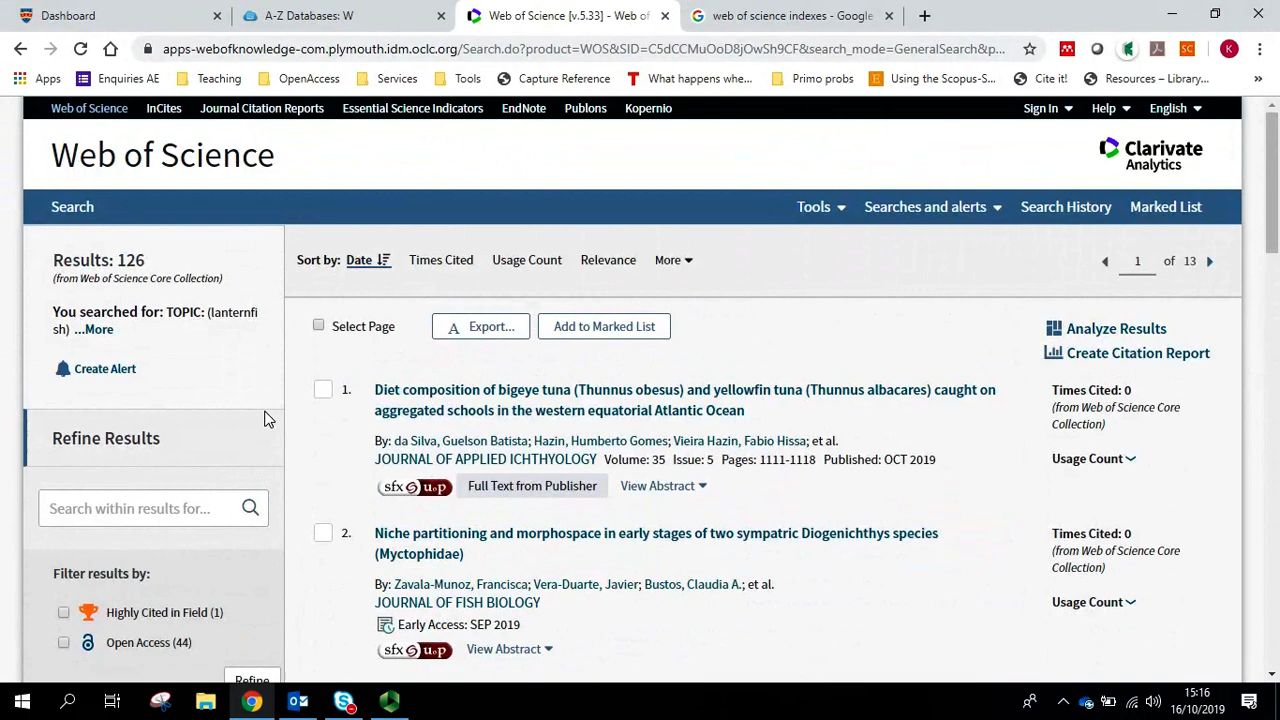 Dashboard
A-Z Databases: W
Web of Science [v.5.33] - Web of
web of science indexes - Google
apps-webofknowledge-com.plymouth.idm.oclc.org/Search.do?product=WOS&SID=C5dCCMuOoD8jOwSh9CF&search_mode=GeneralSearch&p...
K
Apps
Enquiries AE
Teaching
OpenAccess
Services
Tools
Capture Reference
What happens whe...
Primo probs
Using the Scopus-S...
Cite it!
Resources – Library...
Web of Science InCites Journal Citation Reports Essential Science Indicators EndNote Publons Kopernio
Sign In Help English
Web of Science
Clarivate
Analytics
Search
Tools Searches and alerts Search History Marked List
Results: 126
(from Web of Science Core Collection)
You searched for: TOPIC: (lanternfi
sh) ...More
Create Alert
Refine Results
Search within results for...
Filter results by:
Highly Cited in Field (1)
Open Access (44)
Refine
Sort by: Date Times Cited Usage Count Relevance More
1 of 13
Select Page
Export...
Add to Marked List
Analyze Results
Create Citation Report
1. Diet composition of bigeye tuna (Thunnus obesus) and yellowfin tuna (Thunnus albacares) caught on
aggregated schools in the western equatorial Atlantic Ocean
By: da Silva, Guelson Batista; Hazin, Humberto Gomes; Vieira Hazin, Fabio Hissa; et al.
JOURNAL OF APPLIED ICHTHYOLOGY Volume: 35 Issue: 5 Pages: 1111-1118 Published: OCT 2019
sfx uop Full Text from Publisher View Abstract
Times Cited: 0
(from Web of Science Core
Collection)
Usage Count
2. Niche partitioning and morphospace in early stages of two sympatric Diogenichthys species
(Myctophidae)
By: Zavala-Munoz, Francisca; Vera-Duarte, Javier; Bustos, Claudia A.; et al.
JOURNAL OF FISH BIOLOGY
Early Access: SEP 2019
sfx uop View Abstract
Times Cited: 0
(from Web of Science Core
Collection)
Usage Count
15:16
16/10/2019